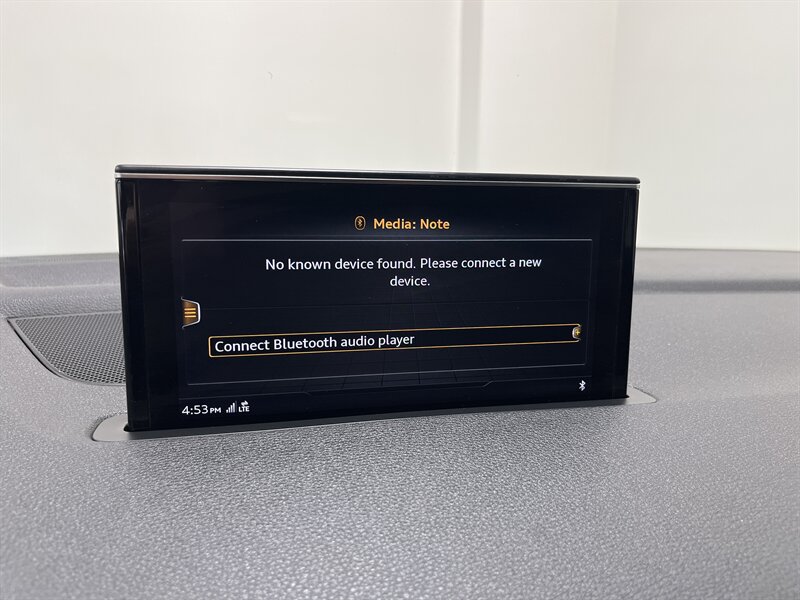 Media: Note
No known device found. Please connect a new
device.
Connect Bluetooth audio player
4:53 PM LTE